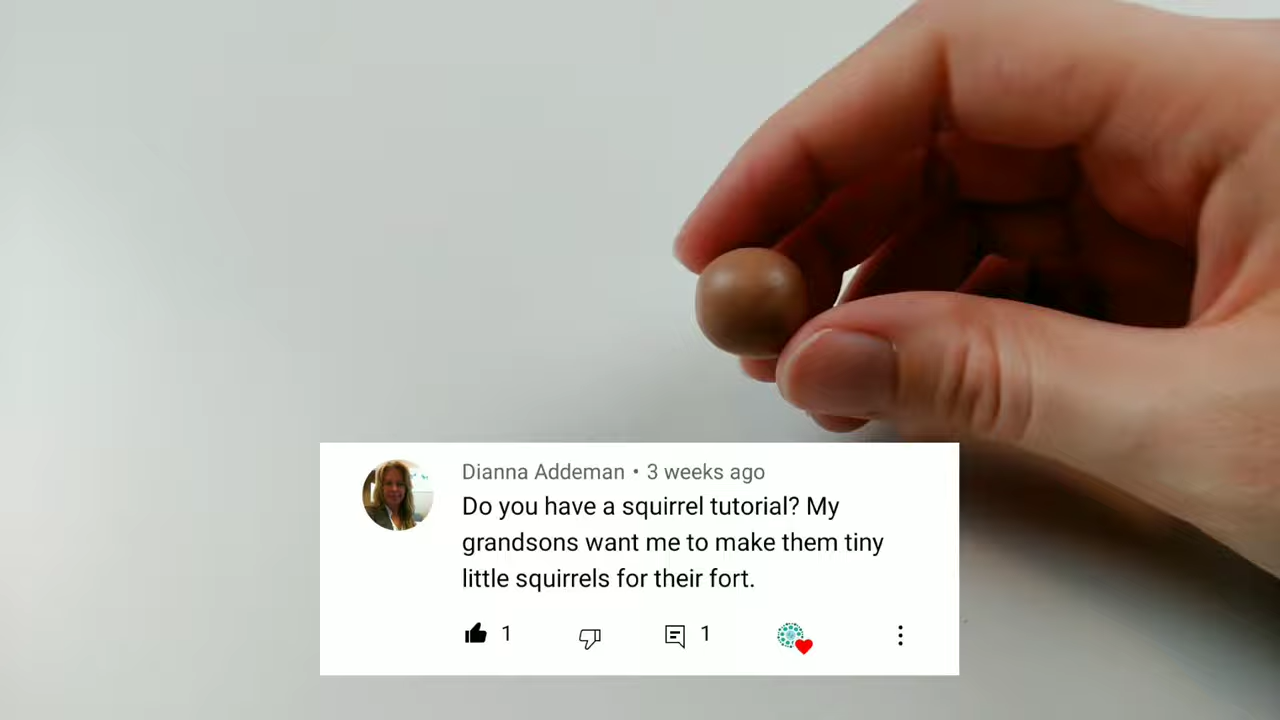 Dianna Addeman • 3 weeks ago
Do you have a squirrel tutorial? My
grandsons want me to make them tiny
little squirrels for their fort.
1
1